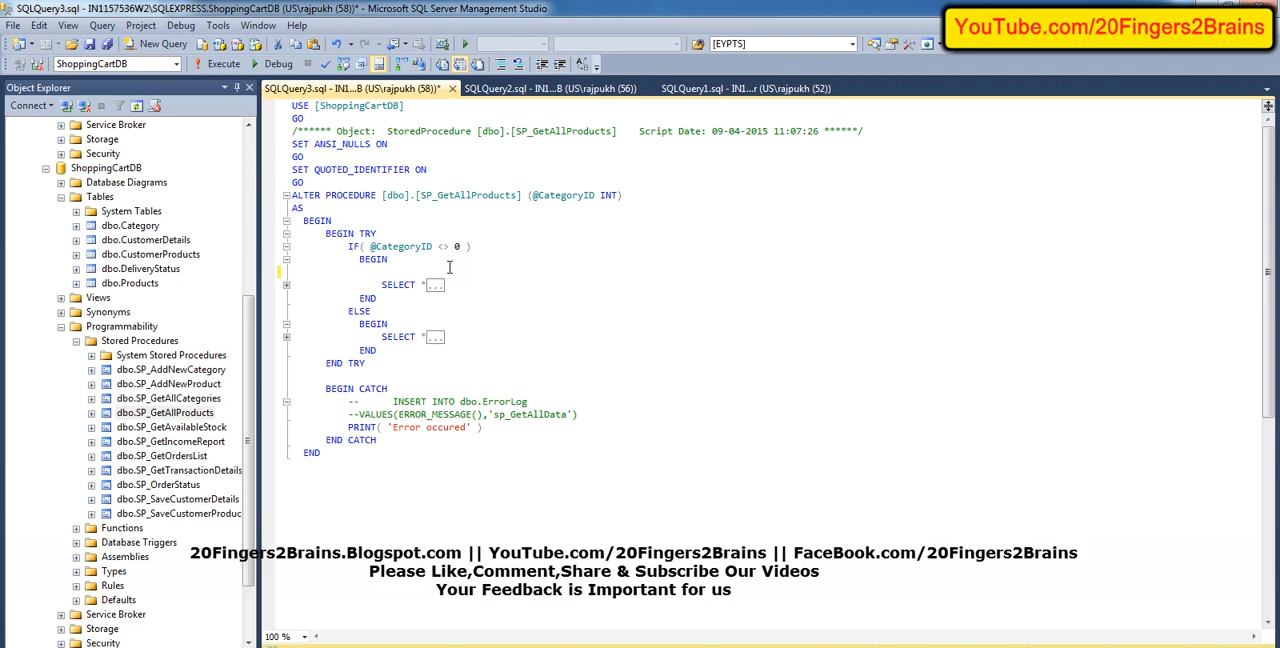 SQLQuery3.sql - IN1157536W2\SQLEXPRESS.ShoppingCartDB (US\rajpukh (58))* - Microsoft SQL Server Management Studio
YouTube.com/20Fingers2Brains
File Edit View Query Project Debug Tools Window Help
New Query [EYPTS]
ShoppingCartDB Execute Debug
Object Explorer
SQLQuery3.sql - IN1...B (US\rajpukh (58))* SQLQuery2.sql - IN1...B (US\rajpukh (56)) SQLQuery1.sql - IN1...r (US\rajpukh (52))
Connect
Service Broker
Storage
Security
ShoppingCartDB
Database Diagrams
Tables
System Tables
dbo.Category
dbo.CustomerDetails
dbo.CustomerProducts
dbo.DeliveryStatus
dbo.Products
Views
Synonyms
Programmability
Stored Procedures
System Stored Procedures
dbo.SP_AddNewCategory
dbo.SP_AddNewProduct
dbo.SP_GetAllCategories
dbo.SP_GetAllProducts
dbo.SP_GetAvailableStock
dbo.SP_GetIncomeReport
dbo.SP_GetOrdersList
dbo.SP_GetTransactionDetails
dbo.SP_OrderStatus
dbo.SP_SaveCustomerDetails
dbo.SP_SaveCustomerProduc
Functions
Database Triggers
Assemblies
Types
Rules
Defaults
Service Broker
Storage
Security
USE [ShoppingCartDB]
GO
/****** Object: StoredProcedure [dbo].[SP_GetAllProducts] Script Date: 09-04-2015 11:07:26 ******/
SET ANSI_NULLS ON
GO
SET QUOTED_IDENTIFIER ON
GO
ALTER PROCEDURE [dbo].[SP_GetAllProducts] (@CategoryID INT)
AS
BEGIN
BEGIN TRY
IF( @CategoryID <> 0 )
BEGIN
SELECT *...
END
ELSE
BEGIN
SELECT *...
END
END TRY
BEGIN CATCH
-- INSERT INTO dbo.ErrorLog
--VALUES(ERROR_MESSAGE(),'sp_GetAllData')
PRINT( 'Error occured' )
END CATCH
END
20Fingers2Brains.Blogspot.com || YouTube.com/20Fingers2Brains || FaceBook.com/20Fingers2Brains
Please Like,Comment,Share & Subscribe Our Videos
Your Feedback is Important for us
100 %